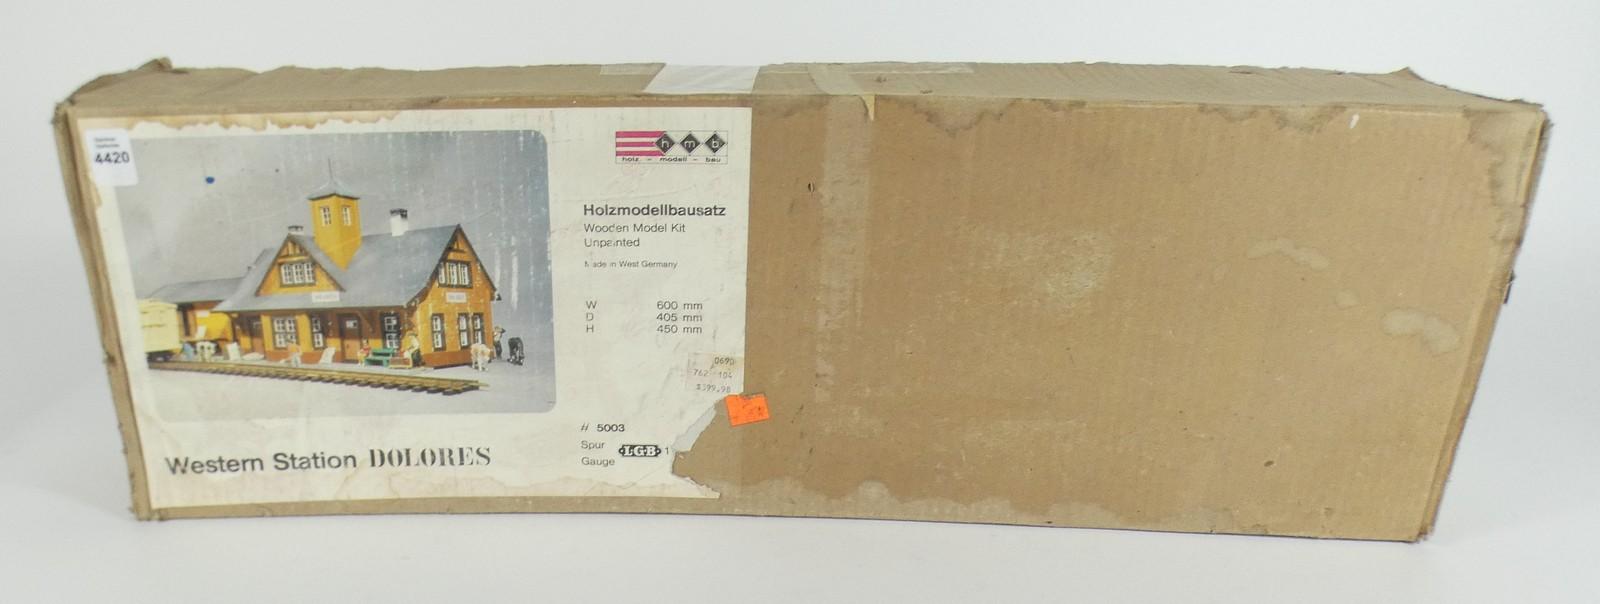 4420
h m b
holz - modell - bau
Holzmodellbausatz
Wooden Model Kit
Unpainted
Made in West Germany
W 600 mm
D 405 mm
H 450 mm
0690
762 104
$399.98
# 5003
Spur
Gauge
LGB 1
Western Station DOLORES